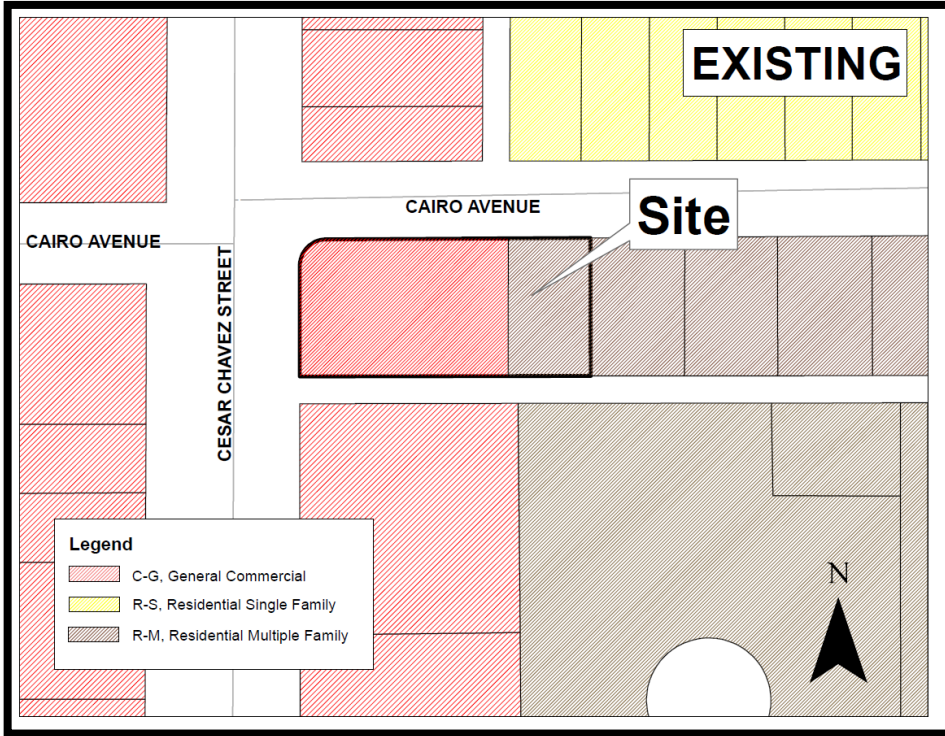 EXISTING
CAIRO AVENUE
Site
CAIRO AVENUE
CESAR CHAVEZ STREET
Legend
C-G, General Commercial
R-S, Residential Single Family
R-M, Residential Multiple Family
N